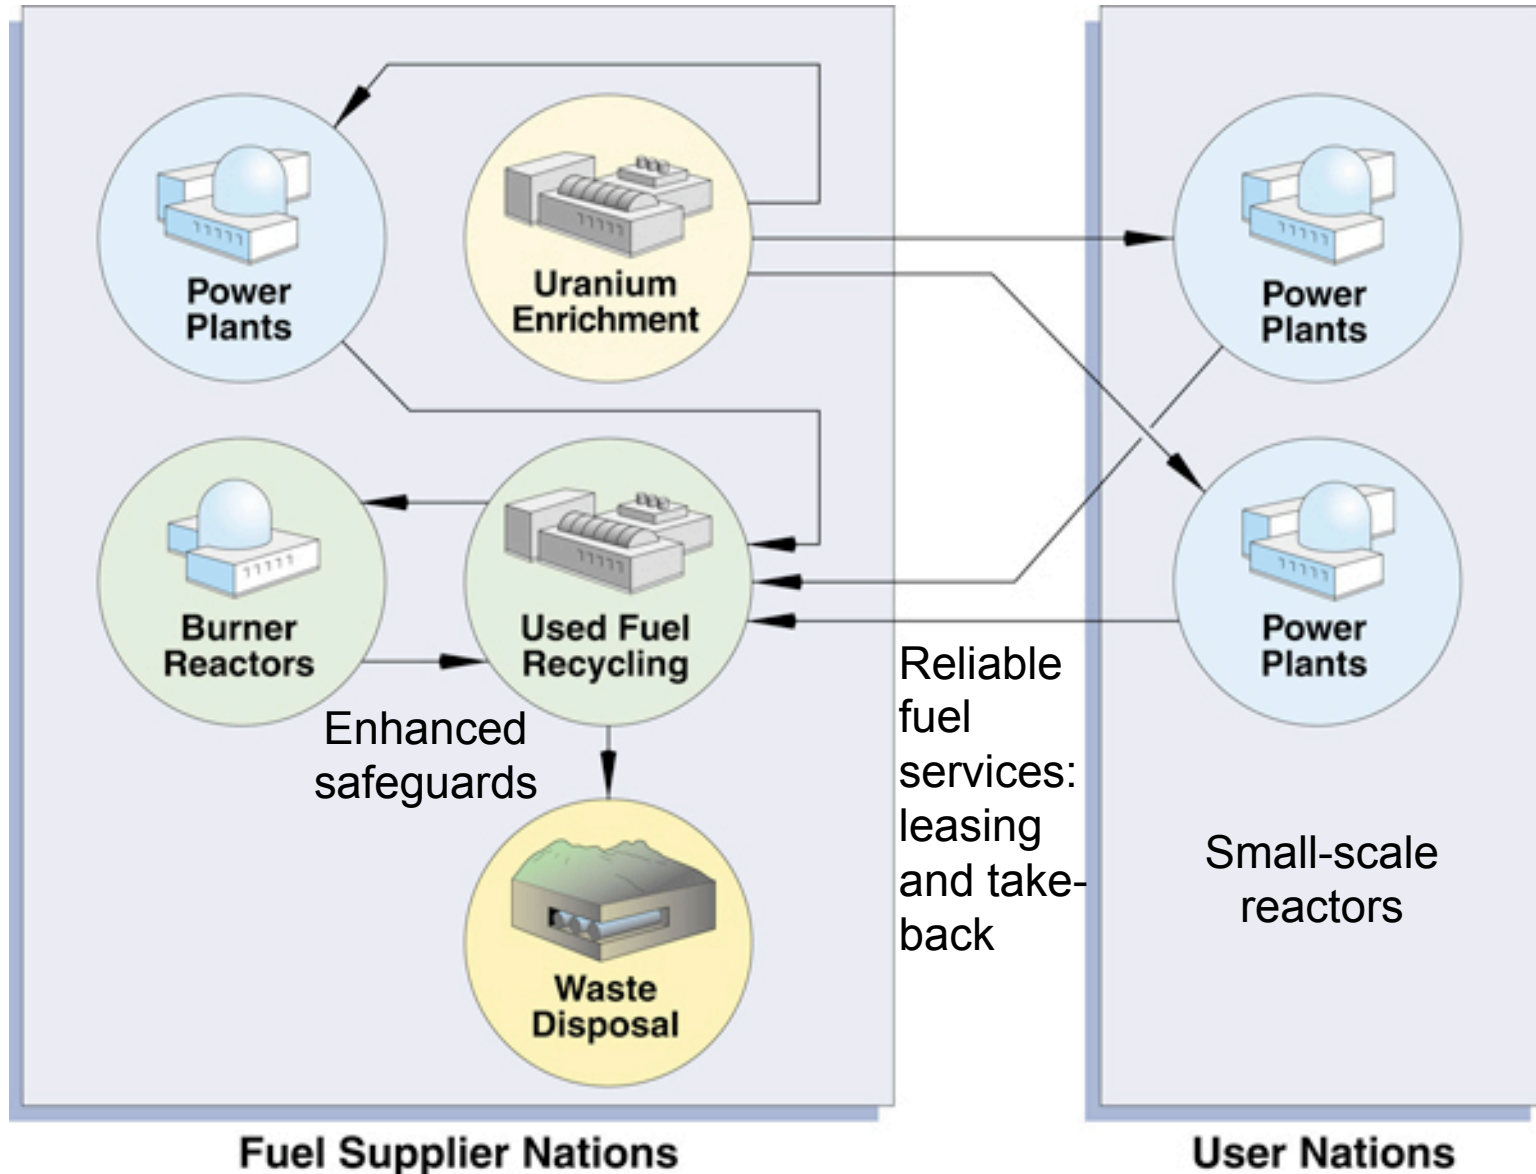 Power
Plants
Uranium
Enrichment
Power
Plants
Burner
Reactors
Used Fuel
Recycling
Power
Plants
Enhanced
safeguards
Reliable
fuel
services:
leasing
and take-
back
Small-scale
reactors
Waste
Disposal
Fuel Supplier Nations
User Nations